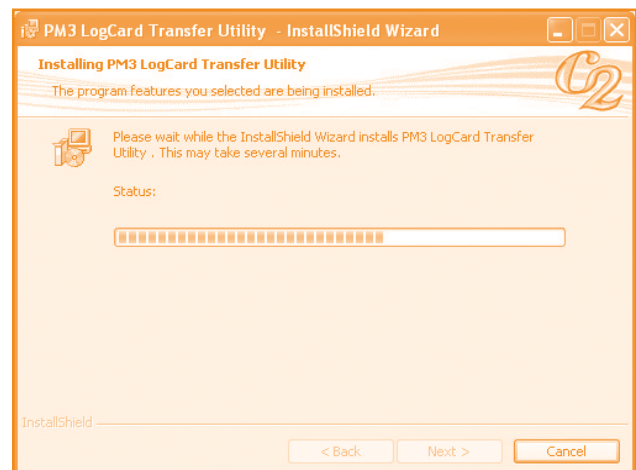 PM3 LogCard Transfer Utility - InstallShield Wizard
Installing PM3 LogCard Transfer Utility
The program features you selected are being installed.
C2
Please wait while the InstallShield Wizard installs PM3 LogCard Transfer
Utility . This may take several minutes.
Status:
InstallShield
< Back
Next >
Cancel